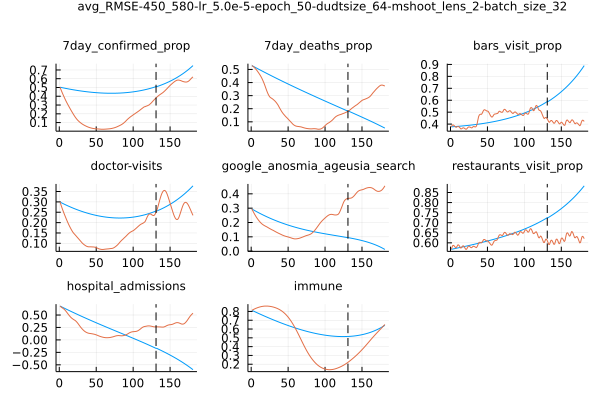 avg_RMSE-450_580-lr_5.0e-5-epoch_50-dudtsize_64-mshoot_lens_2-batch_size_32
7day_confirmed_prop
0.7
0.6
0.5
0.4
0.3
0.2
0.1
0 50 100 150
7day_deaths_prop
0.5
0.4
0.3
0.2
0.1
0 50 100 150
bars_visit_prop
0.9
0.8
0.7
0.6
0.5
0.4
0 50 100 150
doctor-visits
0.35
0.30
0.25
0.20
0.15
0.10
0 50 100 150
google_anosmia_ageusia_search
0.4
0.3
0.2
0.1
0.0
0 50 100 150
restaurants_visit_prop
0.85
0.80
0.75
0.70
0.65
0.60
0 50 100 150
hospital_admissions
0.50
0.25
0.00
−0.25
−0.50
0 50 100 150
immune
0.8
0.7
0.6
0.5
0.4
0.3
0.2
0 50 100 150